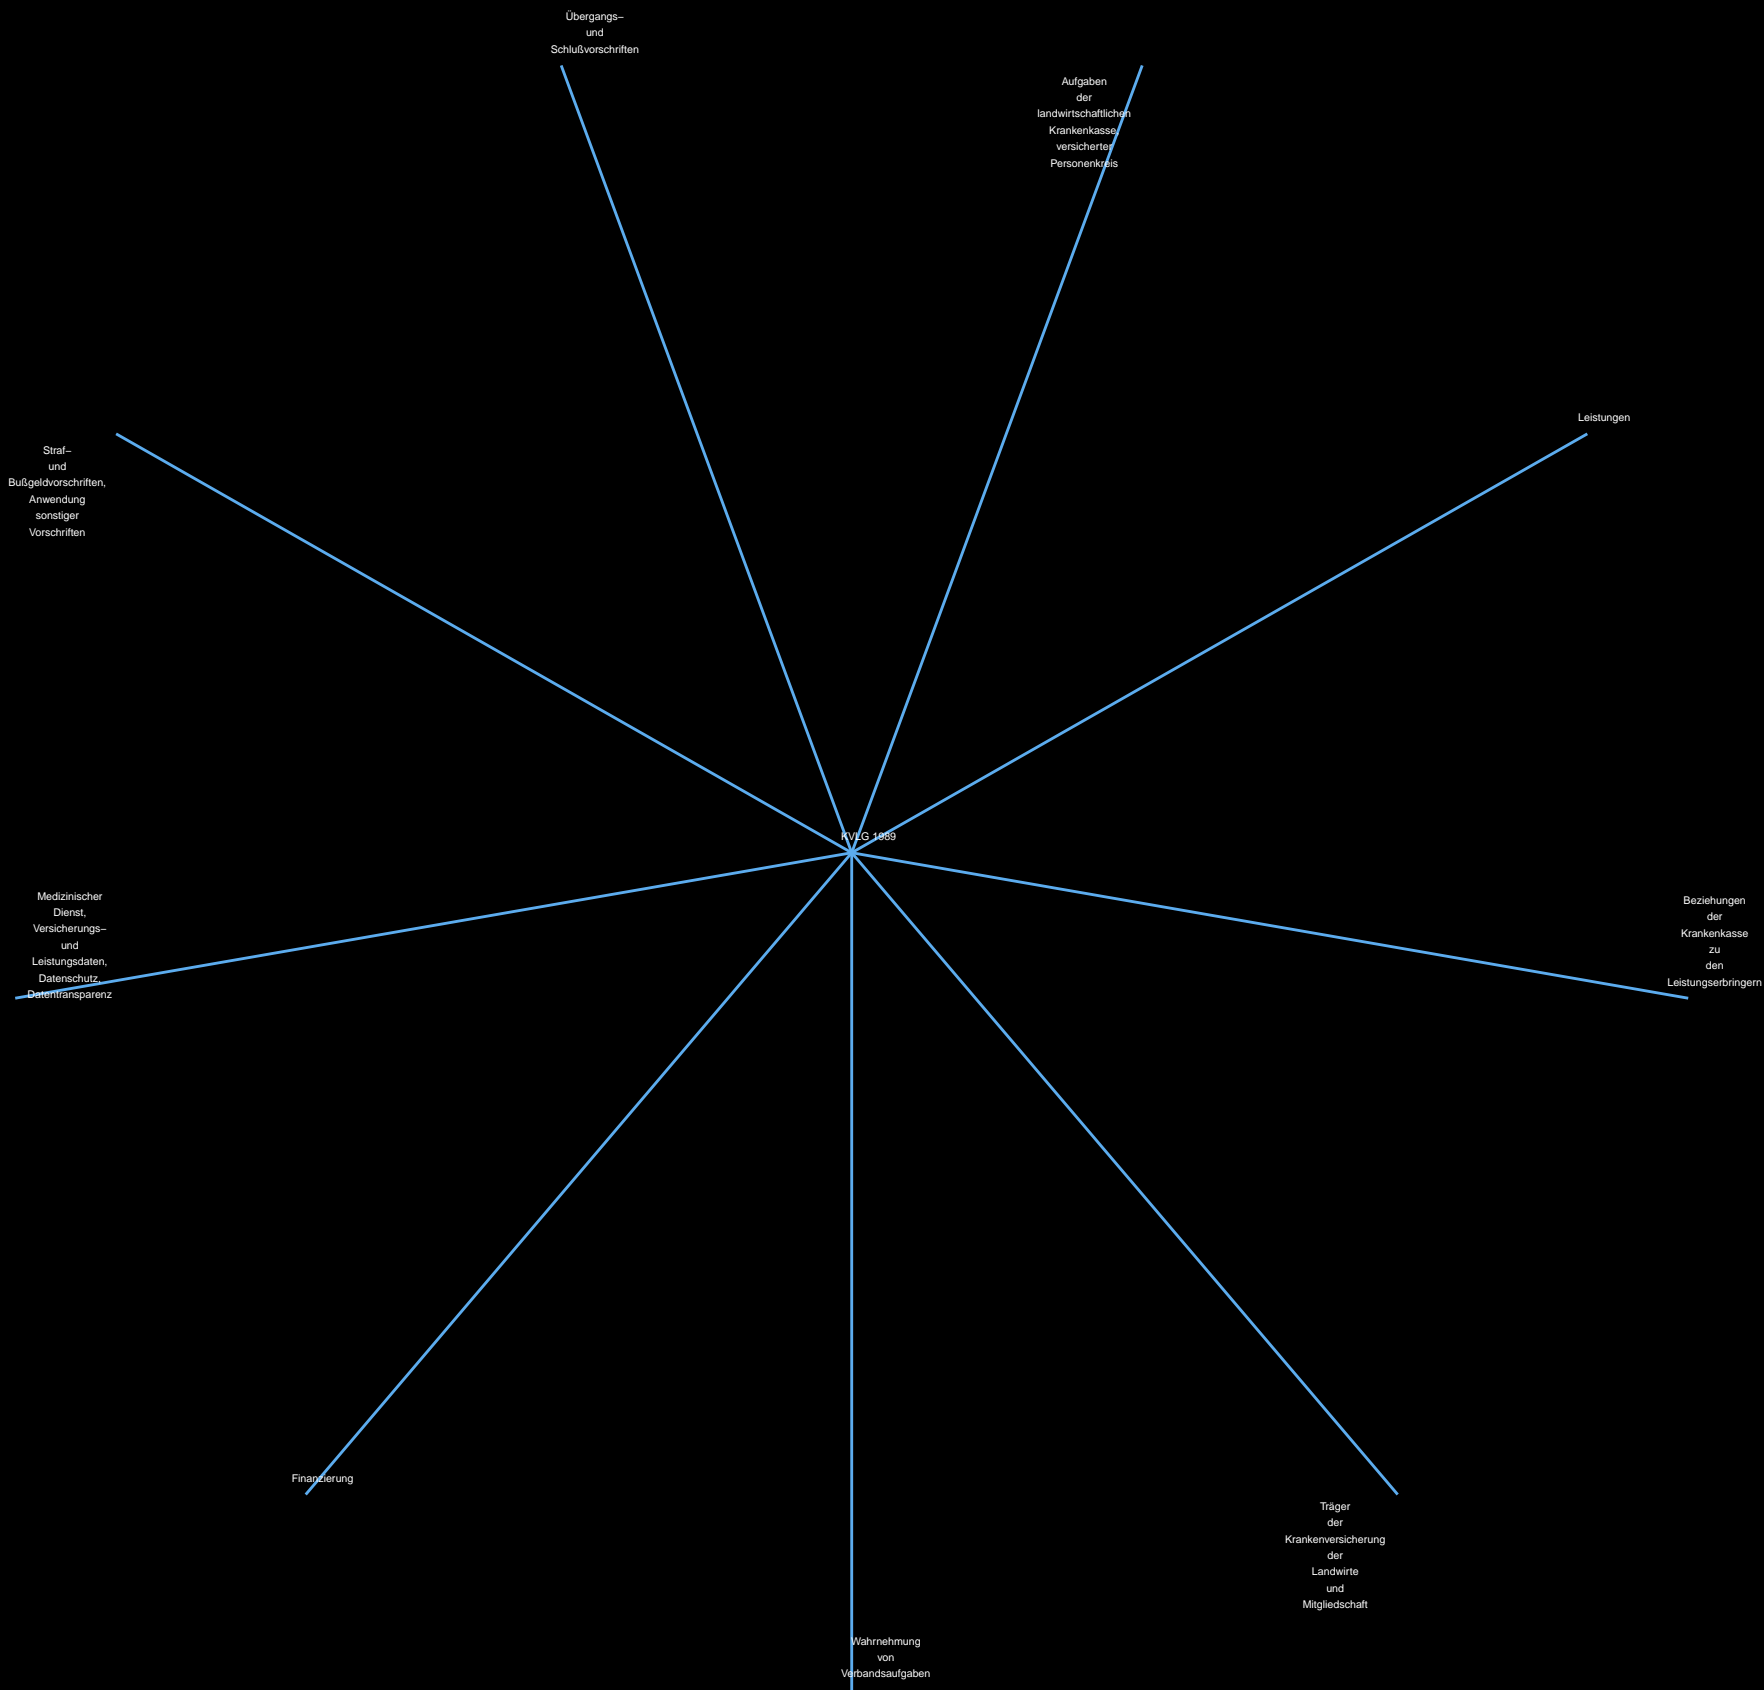 Übergangs–
und
Schlußvorschriften
Aufgaben
der
landwirtschaftlichen
Krankenkasse,
versicherter
Personenkreis
Leistungen
Straf–
und
Bußgeldvorschriften,
Anwendung
sonstiger
Vorschriften
KVLG 1989
Medizinischer
Dienst,
Versicherungs–
und
Leistungsdaten,
Datenschutz,
Datentransparenz
Beziehungen
der
Krankenkasse
zu
den
Leistungserbringern
Finanzierung
Träger
der
Krankenversicherung
der
Landwirte
und
Mitgliedschaft
Wahrnehmung
von
Verbandsaufgaben